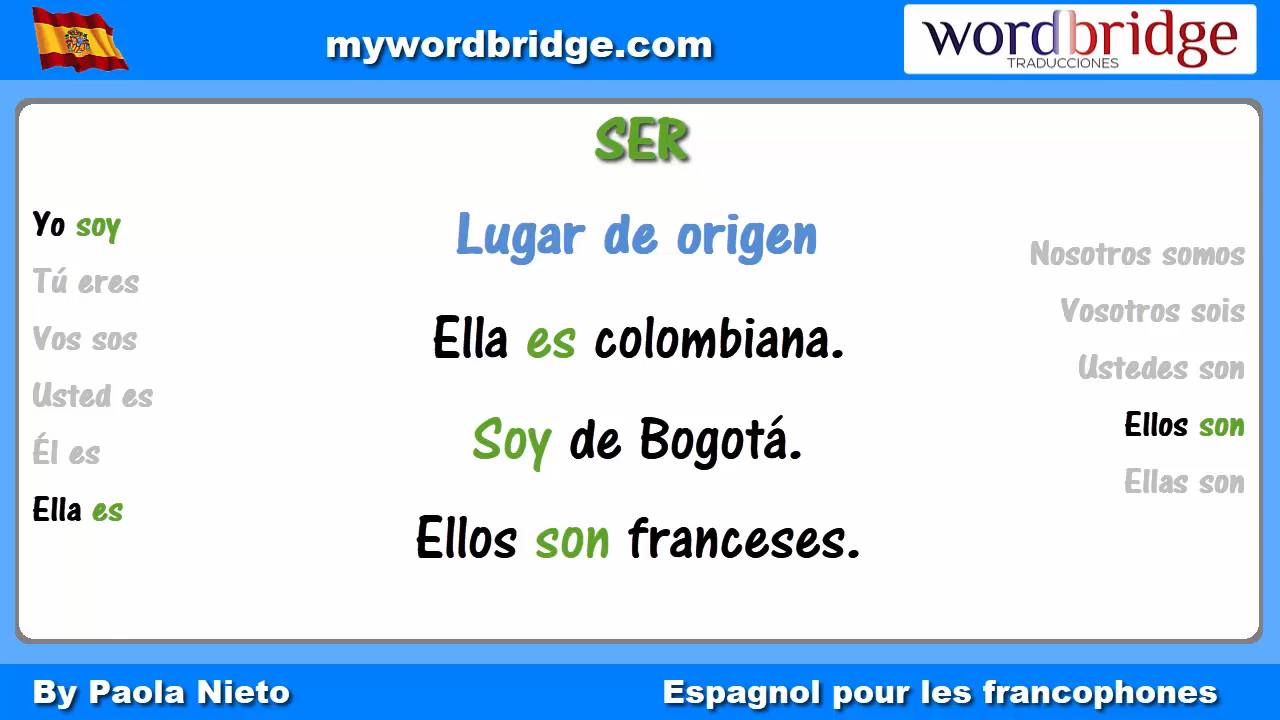 mywordbridge.com
wordbridge
TRADUCCIONES
SER
Lugar de origen
Yo soy
Tú eres
Vos sos
Usted es
Él es
Ella es
Ella es colombiana.
Soy de Bogotá.
Ellos son franceses.
Nosotros somos
Vosotros sois
Ustedes son
Ellos son
Ellas son
By Paola Nieto
Espagnol pour les francophones